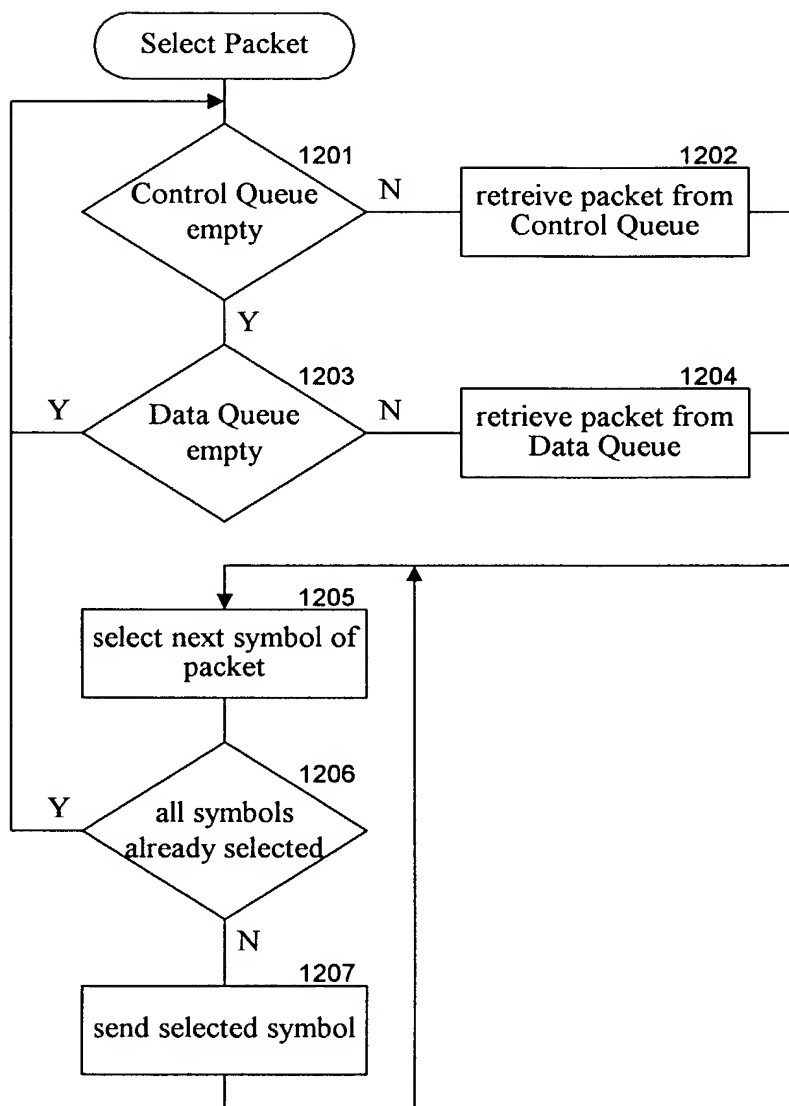 Select Packet
1201
Control Queue
empty
N
1202
retreive packet from
Control Queue
Y
1203
Data Queue
empty
Y
N
1204
retrieve packet from
Data Queue
1205
select next symbol of
packet
1206
all symbols
already selected
Y
N
1207
send selected symbol